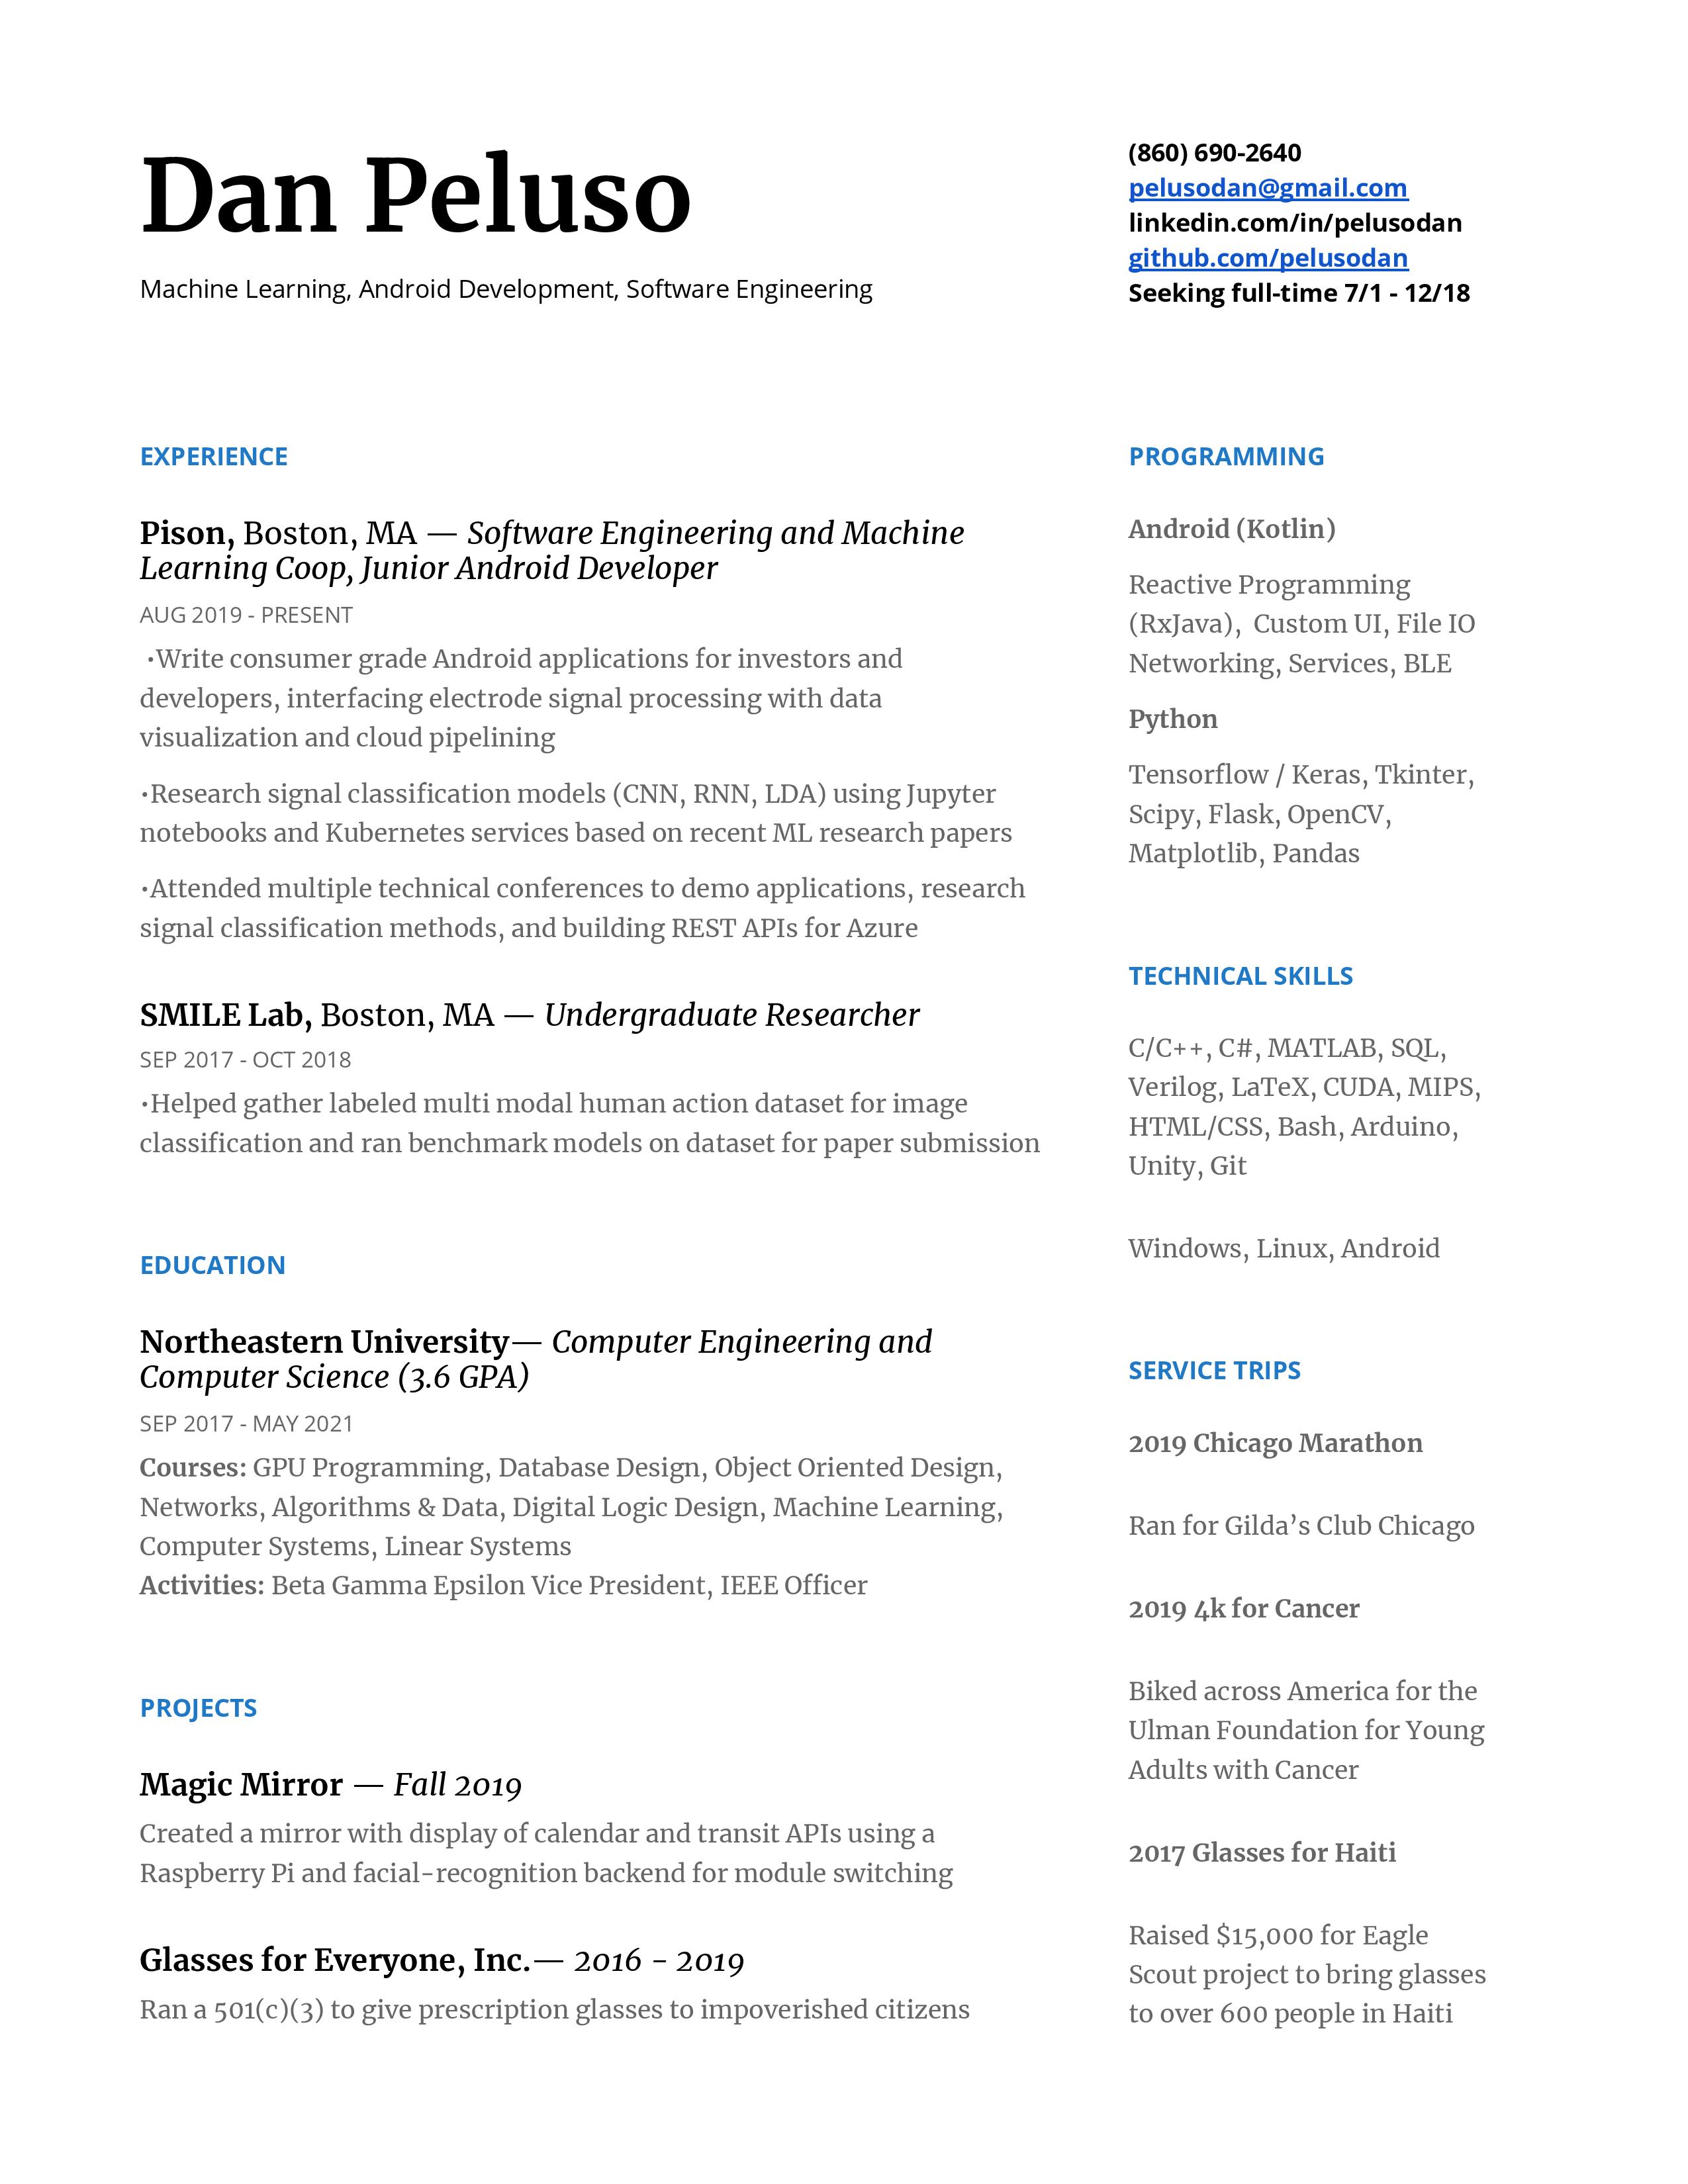 Dan Peluso
Machine Learning, Android Development, Software Engineering
(860) 690-2640
pelusodan@gmail.com
linkedin.com/in/pelusodan
github.com/pelusodan
Seeking full-time 7/1 - 12/18
EXPERIENCE
Pison, Boston, MA — Software Engineering and Machine
Learning Coop, Junior Android Developer
AUG 2019 - PRESENT
•Write consumer grade Android applications for investors and
developers, interfacing electrode signal processing with data
visualization and cloud pipelining
•Research signal classification models (CNN, RNN, LDA) using Jupyter
notebooks and Kubernetes services based on recent ML research papers
•Attended multiple technical conferences to demo applications, research
signal classification methods, and building REST APIs for Azure
SMILE Lab, Boston, MA — Undergraduate Researcher
SEP 2017 - OCT 2018
•Helped gather labeled multi modal human action dataset for image
classification and ran benchmark models on dataset for paper submission
EDUCATION
Northeastern University— Computer Engineering and
Computer Science (3.6 GPA)
SEP 2017 - MAY 2021
Courses: GPU Programming, Database Design, Object Oriented Design,
Networks, Algorithms & Data, Digital Logic Design, Machine Learning,
Computer Systems, Linear Systems
Activities: Beta Gamma Epsilon Vice President, IEEE Officer
PROJECTS
Magic Mirror — Fall 2019
Created a mirror with display of calendar and transit APIs using a
Raspberry Pi and facial-recognition backend for module switching
Glasses for Everyone, Inc.— 2016 - 2019
Ran a 501(c)(3) to give prescription glasses to impoverished citizens
PROGRAMMING
Android (Kotlin)
Reactive Programming
(RxJava), Custom UI, File IO
Networking, Services, BLE
Python
Tensorflow / Keras, Tkinter,
Scipy, Flask, OpenCV,
Matplotlib, Pandas
TECHNICAL SKILLS
C/C++, C#, MATLAB, SQL,
Verilog, LaTeX, CUDA, MIPS,
HTML/CSS, Bash, Arduino,
Unity, Git
Windows, Linux, Android
SERVICE TRIPS
2019 Chicago Marathon
Ran for Gilda’s Club Chicago
2019 4k for Cancer
Biked across America for the
Ulman Foundation for Young
Adults with Cancer
2017 Glasses for Haiti
Raised $15,000 for Eagle
Scout project to bring glasses
to over 600 people in Haiti